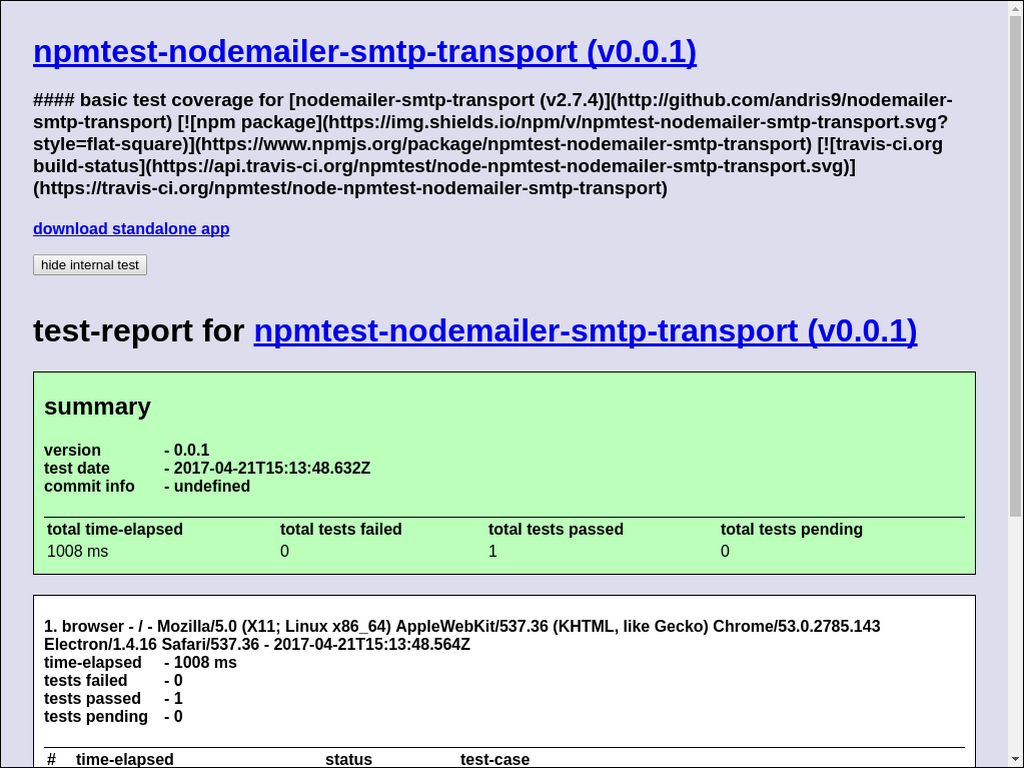 npmtest-nodemailer-smtp-transport (v0.0.1)
#### basic test coverage for [nodemailer-smtp-transport (v2.7.4)](http://github.com/andris9/nodemailer-
smtp-transport) [![npm package](https://img.shields.io/npm/v/npmtest-nodemailer-smtp-transport.svg?
style=flat-square)](https://www.npmjs.org/package/npmtest-nodemailer-smtp-transport) [![travis-ci.org
build-status](https://api.travis-ci.org/npmtest/node-npmtest-nodemailer-smtp-transport.svg)]
(https://travis-ci.org/npmtest/node-npmtest-nodemailer-smtp-transport)
download standalone app
hide internal test
test-report for npmtest-nodemailer-smtp-transport (v0.0.1)
summary
version - 0.0.1
test date - 2017-04-21T15:13:48.632Z
commit info - undefined
total time-elapsed total tests failed total tests passed total tests pending
1008 ms 0 1 0
1. browser - / - Mozilla/5.0 (X11; Linux x86_64) AppleWebKit/537.36 (KHTML, like Gecko) Chrome/53.0.2785.143
Electron/1.4.16 Safari/537.36 - 2017-04-21T15:13:48.564Z
time-elapsed - 1008 ms
tests failed - 0
tests passed - 1
tests pending - 0
# time-elapsed status test-case